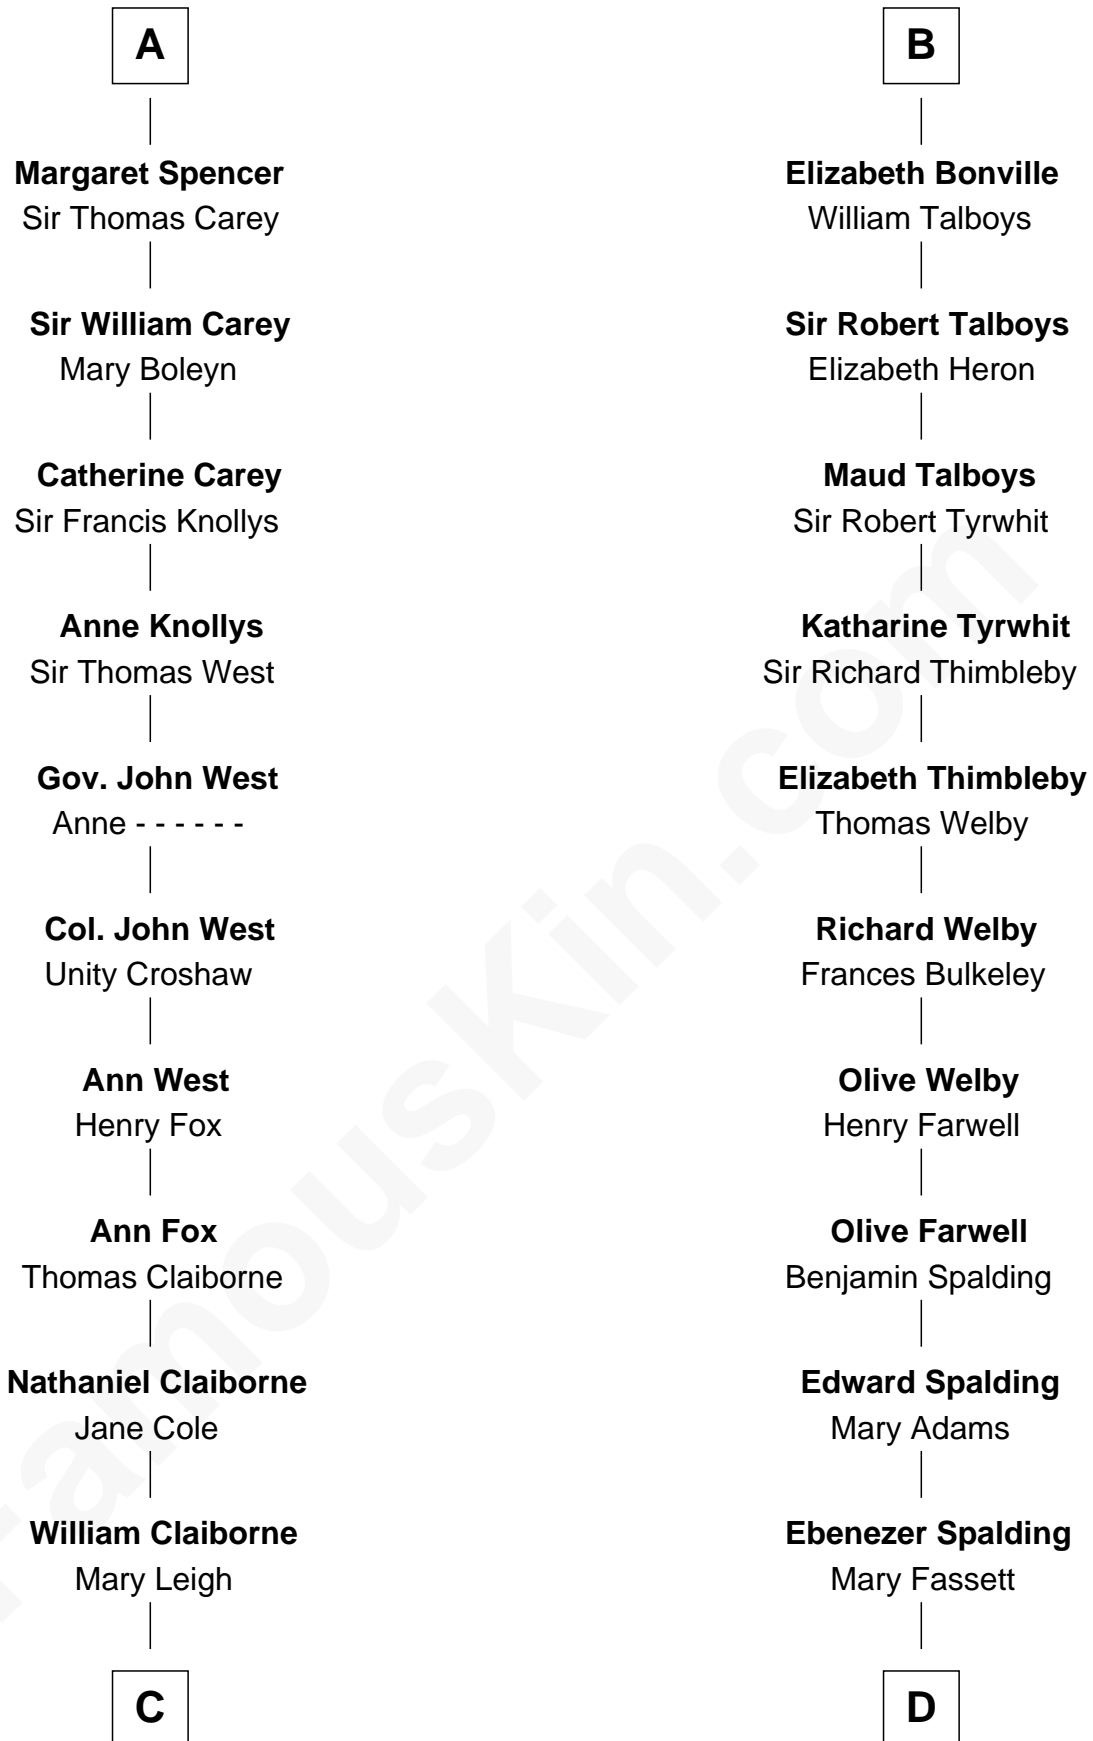 A
Margaret Spencer
Sir Thomas Carey
Sir William Carey
Mary Boleyn
Catherine Carey
Sir Francis Knollys
Anne Knollys
Sir Thomas West
Gov. John West
Anne - - - - - -
Col. John West
Unity Croshaw
Ann West
Henry Fox
Ann Fox
Thomas Claiborne
Nathaniel Claiborne
Jane Cole
William Claiborne
Mary Leigh
C
B
Elizabeth Bonville
William Talboys
Sir Robert Talboys
Elizabeth Heron
Maud Talboys
Sir Robert Tyrwhit
Katharine Tyrwhit
Sir Richard Thimbleby
Elizabeth Thimbleby
Thomas Welby
Richard Welby
Frances Bulkeley
Olive Welby
Henry Farwell
Olive Farwell
Benjamin Spalding
Edward Spalding
Mary Adams
Ebenezer Spalding
Mary Fassett
D
FamousKin.com